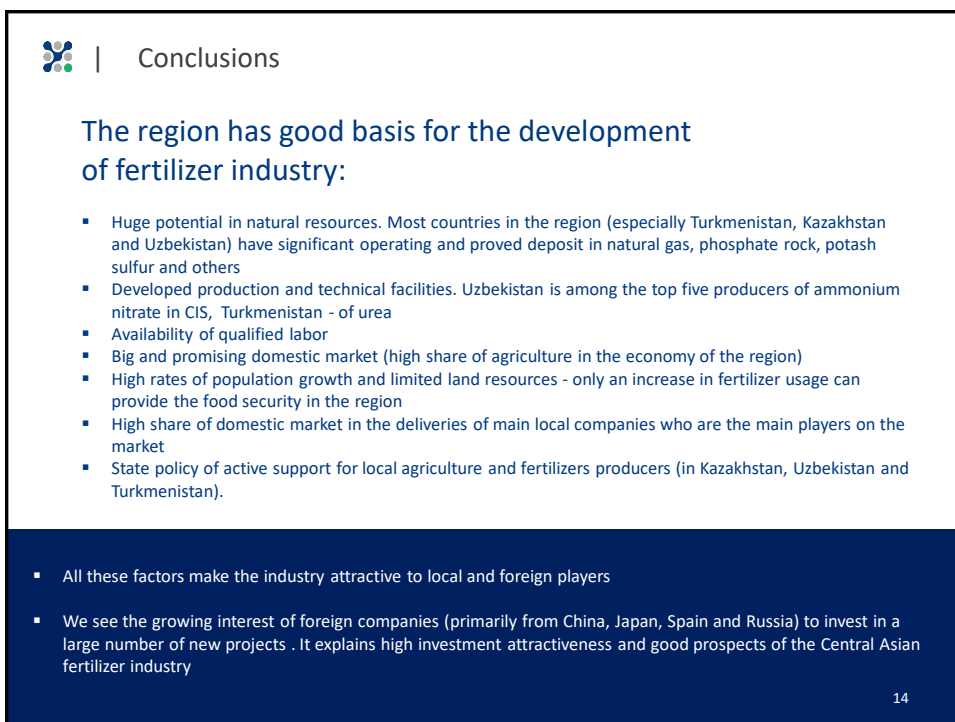 | Conclusions
The region has good basis for the development
of fertilizer industry:
▪ Huge potential in natural resources. Most countries in the region (especially Turkmenistan, Kazakhstan
and Uzbekistan) have significant operating and proved deposit in natural gas, phosphate rock, potash
sulfur and others
▪ Developed production and technical facilities. Uzbekistan is among the top five producers of ammonium
nitrate in CIS, Turkmenistan - of urea
▪ Availability of qualified labor
▪ Big and promising domestic market (high share of agriculture in the economy of the region)
▪ High rates of population growth and limited land resources - only an increase in fertilizer usage can
provide the food security in the region
▪ High share of domestic market in the deliveries of main local companies who are the main players on the
market
▪ State policy of active support for local agriculture and fertilizers producers (in Kazakhstan, Uzbekistan and
Turkmenistan).
▪ All these factors make the industry attractive to local and foreign players
▪ We see the growing interest of foreign companies (primarily from China, Japan, Spain and Russia) to invest in a
large number of new projects . It explains high investment attractiveness and good prospects of the Central Asian
fertilizer industry
14